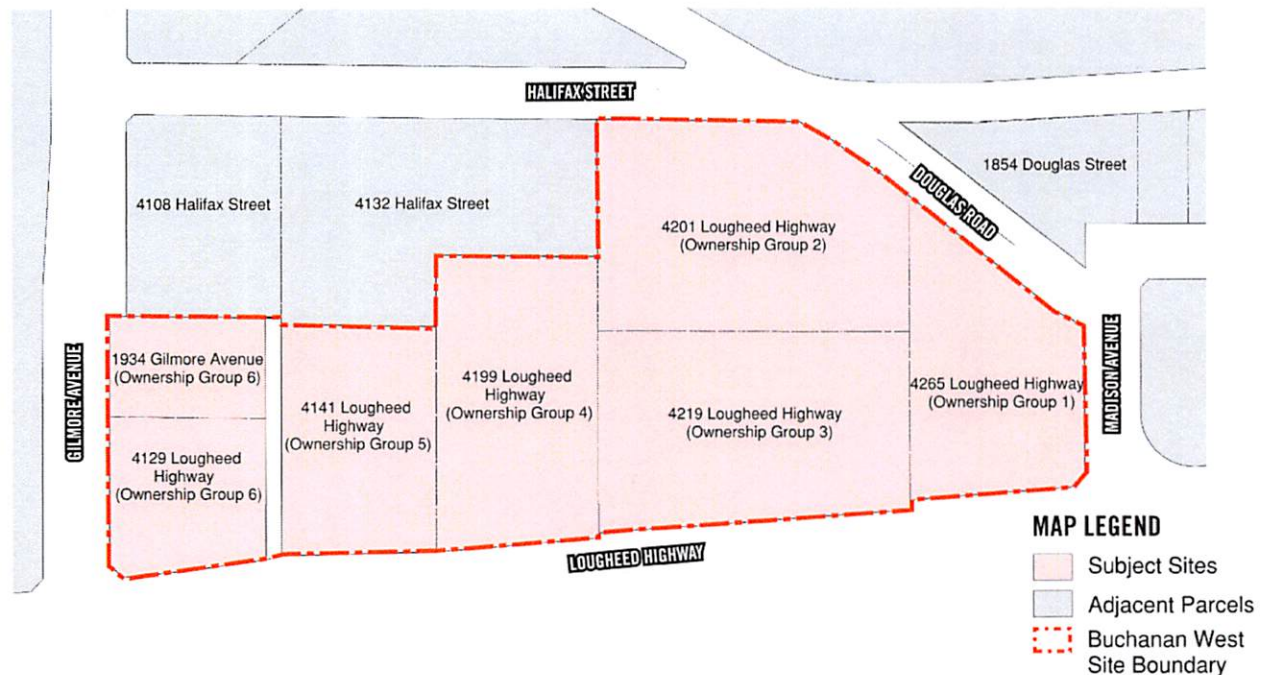 HALIFAX STREET
1854 Douglas Street
DOUGLAS ROAD
4108 Halifax Street
4132 Halifax Street
4201 Lougheed Highway
(Ownership Group 2)
GILMORE AVENUE
1934 Gilmore Avenue
(Ownership Group 6)
4129 Lougheed
Highway
(Ownership Group 6)
4141 Lougheed
Highway
(Ownership Group 5)
4199 Lougheed
Highway
(Ownership Group 4)
4219 Lougheed Highway
(Ownership Group 3)
4265 Lougheed Highway
(Ownership Group 1)
MADISON AVENUE
LOUGHEED HIGHWAY
MAP LEGEND
Subject Sites
Adjacent Parcels
Buchanan West
Site Boundary